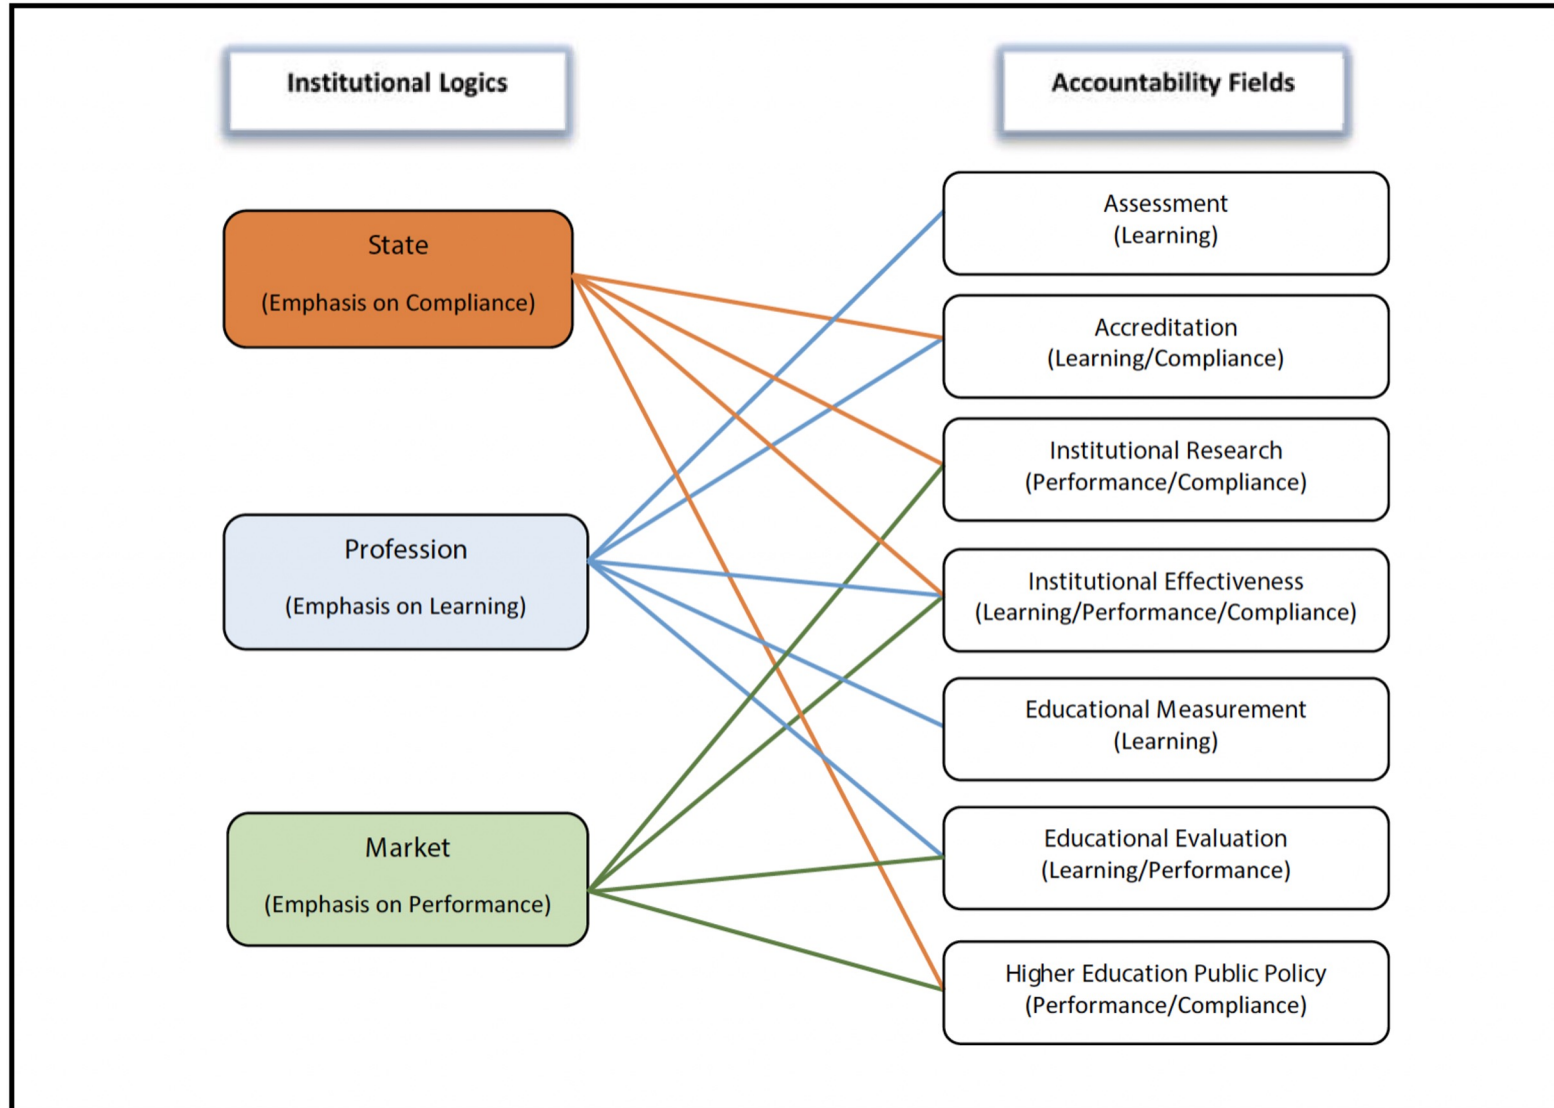 Institutional Logics
Accountability Fields
State
(Emphasis on Compliance)
Profession
(Emphasis on Learning)
Market
(Emphasis on Performance)
Assessment
(Learning)
Accreditation
(Learning/Compliance)
Institutional Research
(Performance/Compliance)
Institutional Effectiveness
(Learning/Performance/Compliance)
Educational Measurement
(Learning)
Educational Evaluation
(Learning/Performance)
Higher Education Public Policy
(Performance/Compliance)